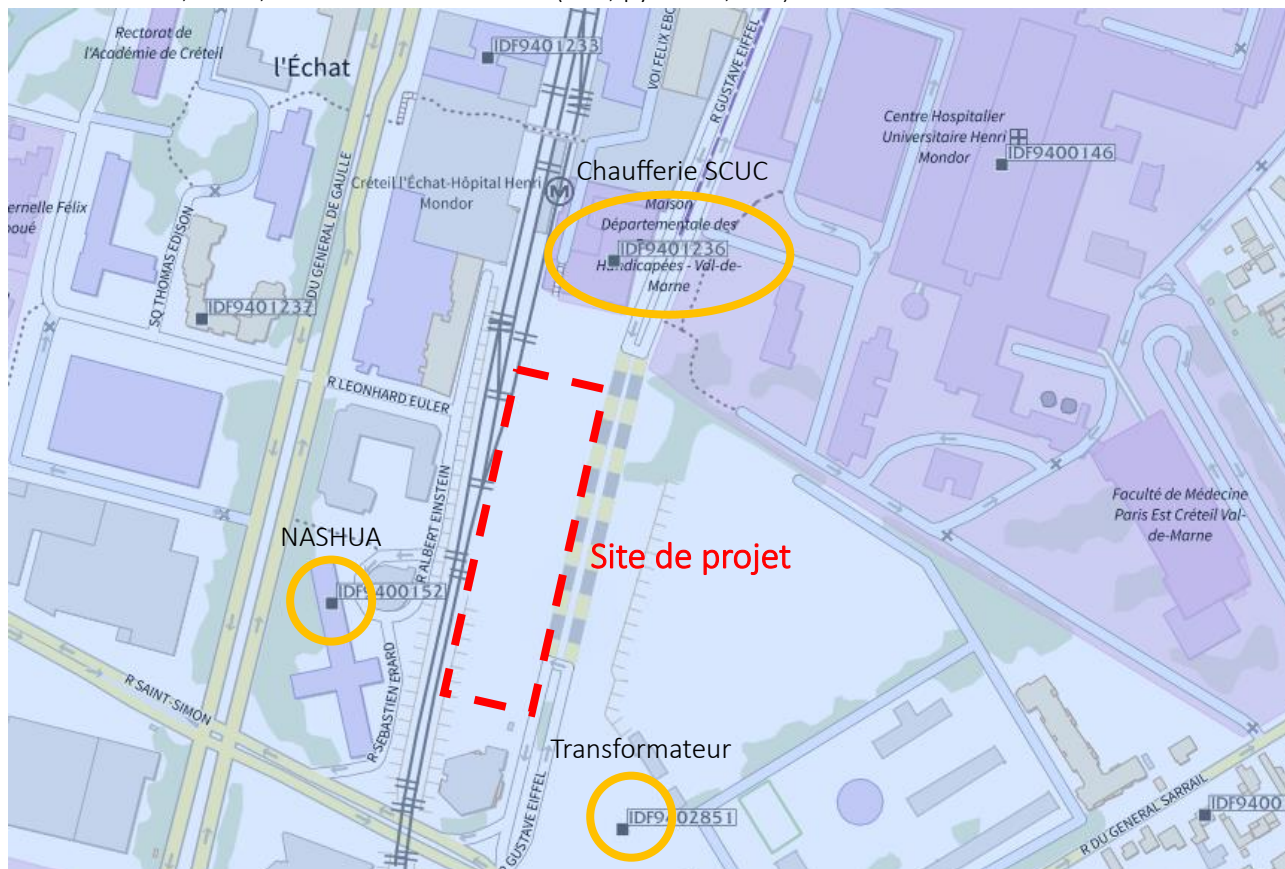 Rectorat de
l'Académie de Créteil
l'Échat
IDF9401233
VOI FELIX EBO
R GUSTAVE EIFFEL
Centre Hospitalier
Universitaire Henri
Mondor
IDF9400146
Chaufferie SCUC
Créteil l'Échat-Hôpital Henri
Mondor
M
Maison
Départementale des
IDF9401236
Handicapées - Val-de-
Marne
ernelle Félix
oué
SQ THOMAS EDISON
DU GENERAL DE GAULLE
IDF9401237
R LEONHARD EULER
R ALBERT EINSTEIN
Faculté de Médecine
Paris Est Créteil Val-
de-Marne
NASHUA
IDF9400152
Site de projet
R SAINT-SIMON
R SEBASTIEN ERARD
Transformateur
IDF9402851
R GUSTAVE EIFFEL
R DU GENERAL SARRAIL
IDF9400